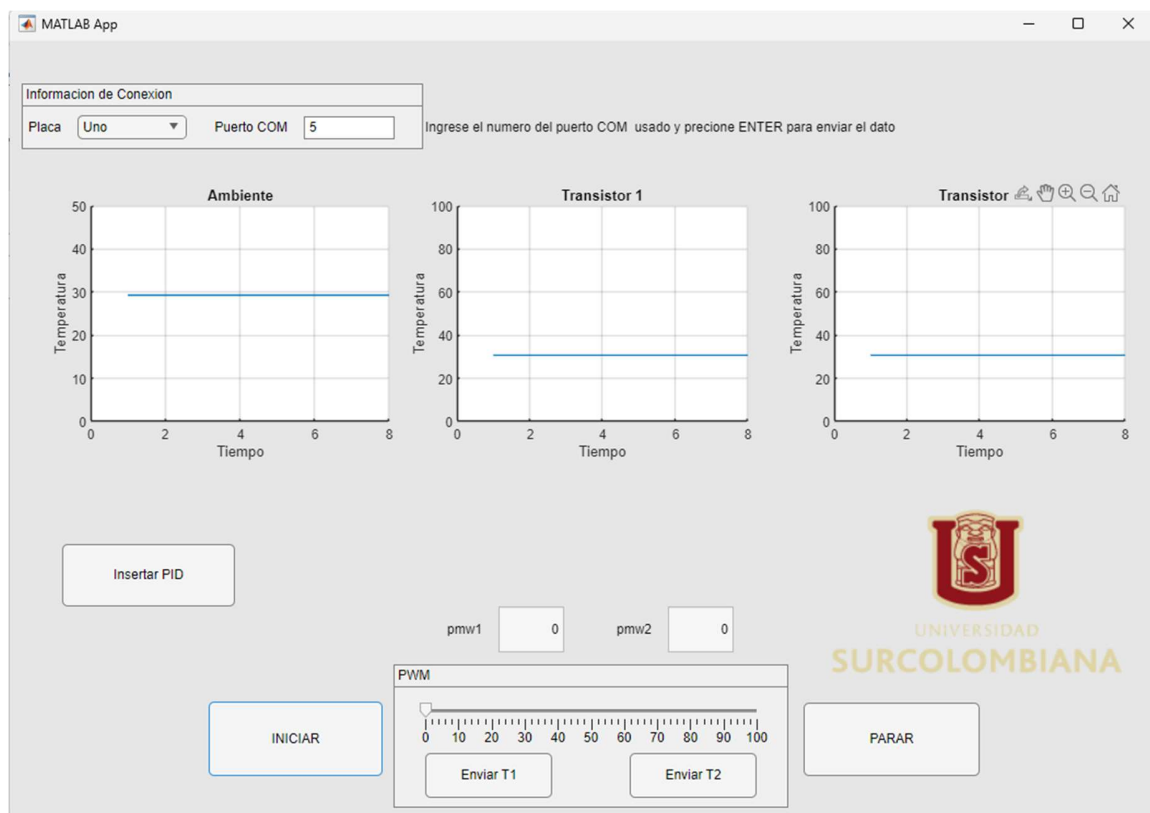 MATLAB App
Informacion de Conexion
Placa Uno Puerto COM 5 Ingrese el numero del puerto COM usado y precione ENTER para enviar el dato
Ambiente
50
40
30
20
10
0
0 2 4 6 8
Temperatura
Tiempo
Transistor 1
100
80
60
40
20
0
0 2 4 6 8
Temperatura
Tiempo
Transistor
100
80
60
40
20
0
0 2 4 6 8
Temperatura
Tiempo
Insertar PID
pmw1 0 pmw2 0
UNIVERSIDAD
SURCOLOMBIANA
PWM
0 10 20 30 40 50 60 70 80 90 100
INICIAR
Enviar T1 Enviar T2
PARAR